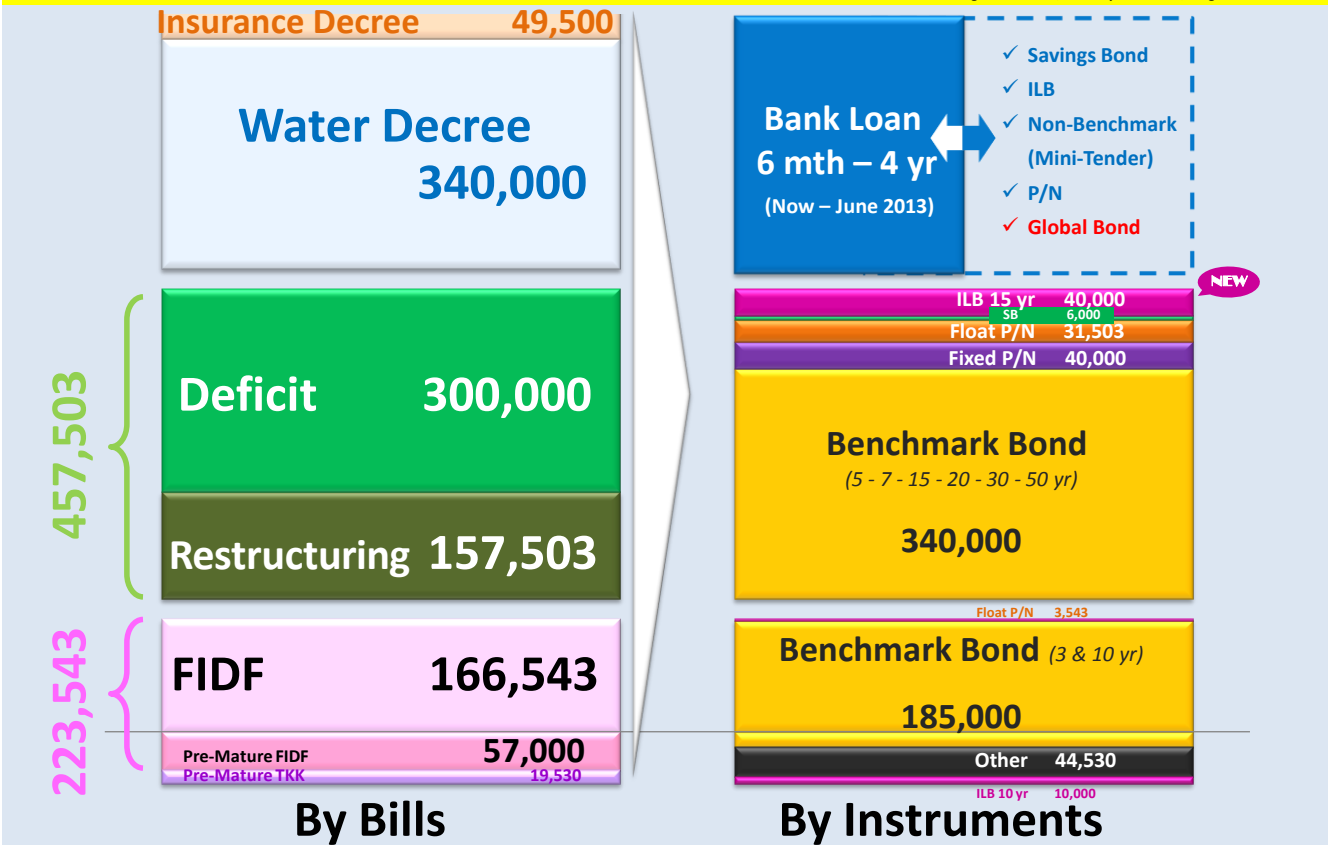 Insurance Decree 49,500
Water Decree
340,000
457,503
Deficit 300,000
Restructuring 157,503
223,543
FIDF 166,543
Pre-Mature FIDF 57,000
Pre-Mature TKK 19,530
By Bills
Bank Loan
6 mth – 4 yr
(Now – June 2013)
✓ Savings Bond
✓ ILB
✓ Non-Benchmark
(Mini-Tender)
✓ P/N
✓ Global Bond
NEW
ILB 15 yr 40,000
SB 6,000
Float P/N 31,503
Fixed P/N 40,000
Benchmark Bond
(5 - 7 - 15 - 20 - 30 - 50 yr)
340,000
Float P/N 3,543
Benchmark Bond (3 & 10 yr)
185,000
Other 44,530
ILB 10 yr 10,000
By Instruments